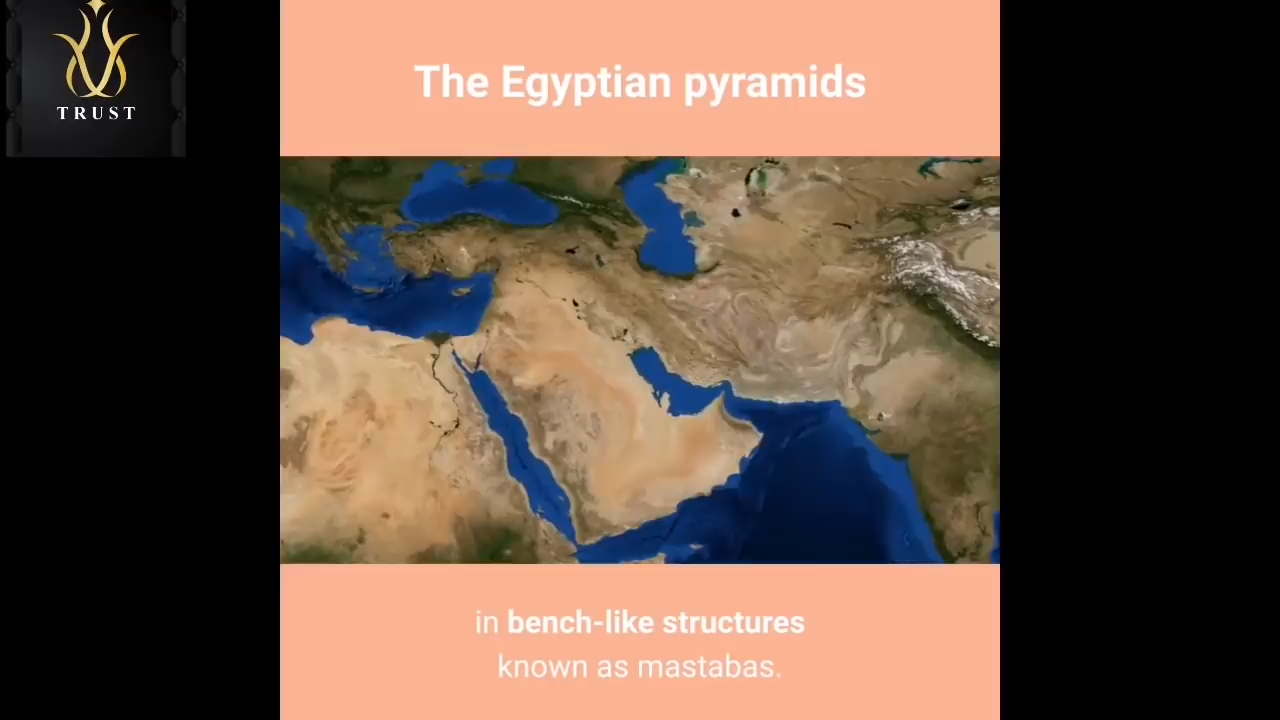 TRUST
The Egyptian pyramids
in bench-like structures
known as mastabas.